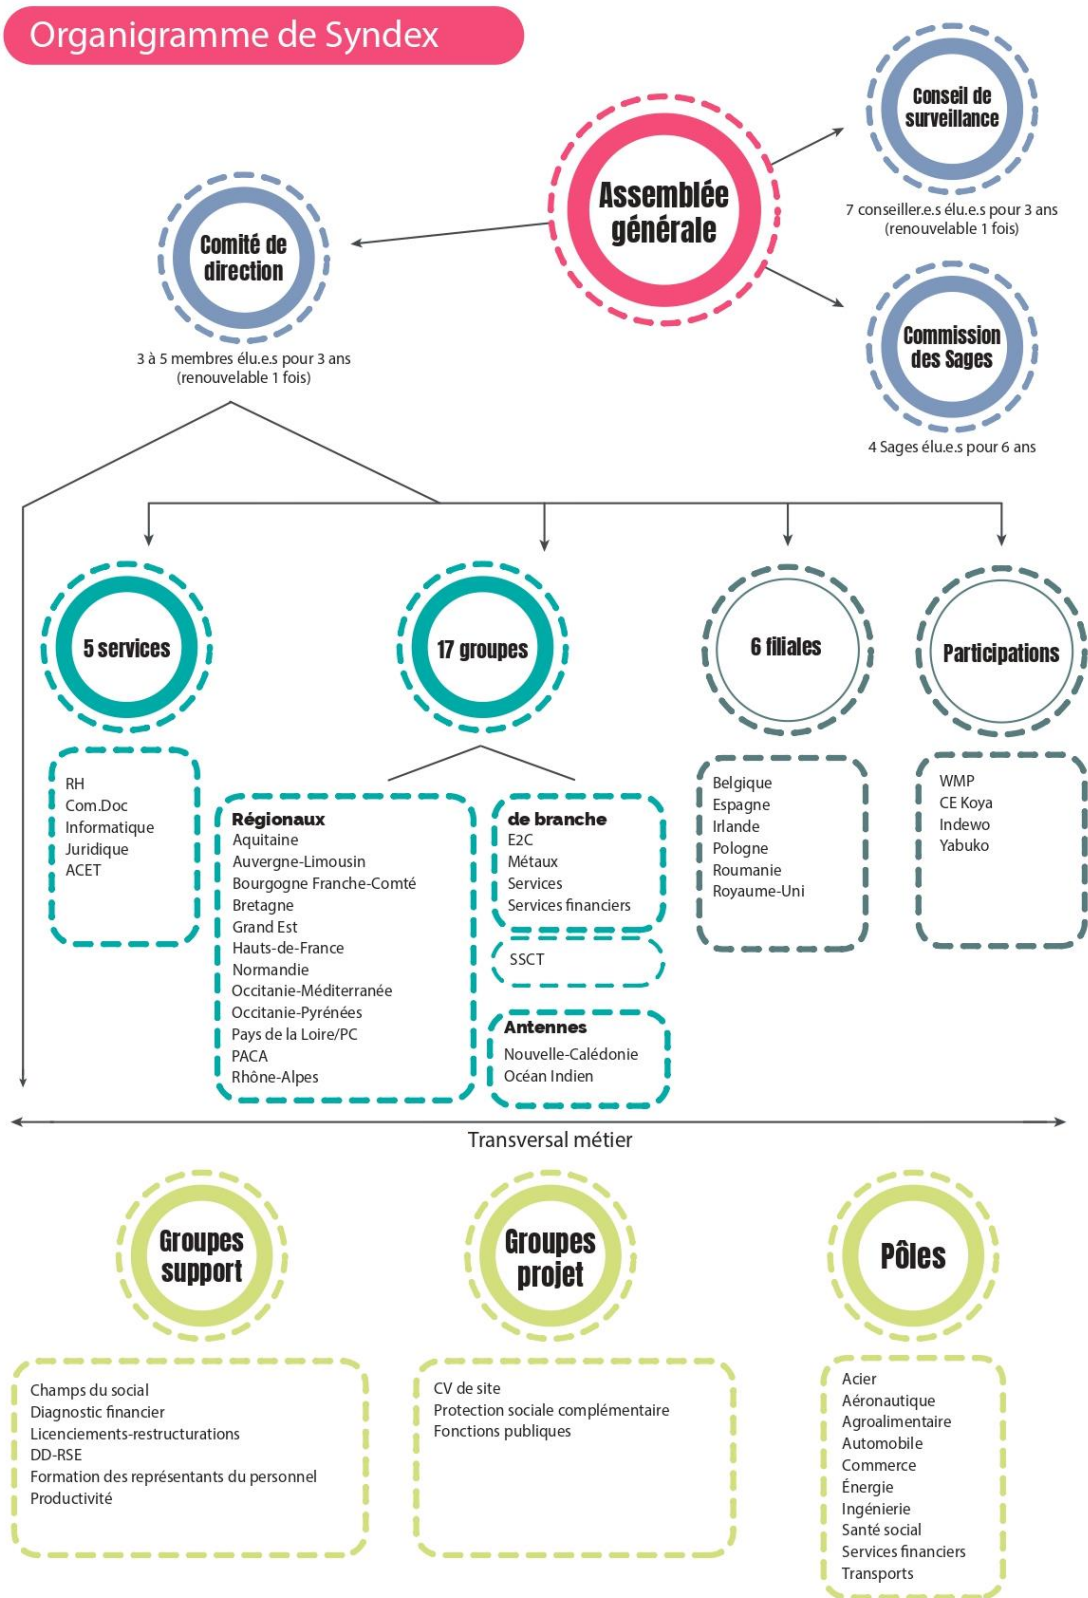 Organigramme de Syndex
Conseil de
surveillance
7 conseiller.e.s élu.e.s pour 3 ans
(renouvelable 1 fois)
Assemblée
générale
Comité de
direction
3 à 5 membres élu.e.s pour 3 ans
(renouvelable 1 fois)
Commission
des Sages
4 Sages élu.e.s pour 6 ans
5 services
RH
Com.Doc
Informatique
Juridique
ACET
17 groupes
Régionaux
Aquitaine
Auvergne-Limousin
Bourgogne Franche-Comté
Bretagne
Grand Est
Hauts-de-France
Normandie
Occitanie-Méditerranée
Occitanie-Pyrénées
Pays de la Loire/PC
PACA
Rhône-Alpes
de branche
E2C
Métaux
Services
Services financiers
SSCT
Antennes
Nouvelle-Calédonie
Océan Indien
6 filiales
Belgique
Espagne
Irlande
Pologne
Roumanie
Royaume-Uni
Participations
WMP
CE Koya
Indewo
Yabuko
Transversal métier
Groupes
support
Champs du social
Diagnostic financier
Licenciements-restructurations
DD-RSE
Formation des représentants du personnel
Productivité
Groupes
projet
CV de site
Protection sociale complémentaire
Fonctions publiques
Pôles
Acier
Aéronautique
Agroalimentaire
Automobile
Commerce
Énergie
Ingénierie
Santé social
Services financiers
Transports